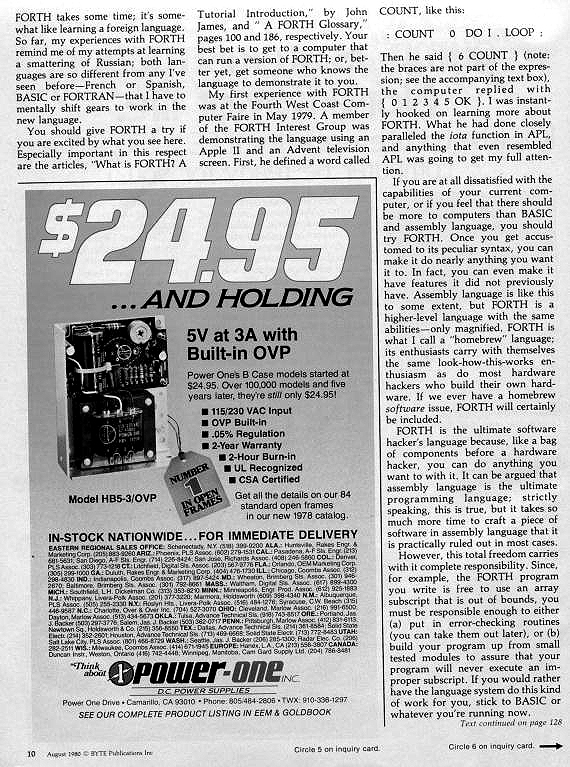 FORTH takes some time; it's some-
what like learning a foreign language.
So far, my experiences with FORTH
remind me of my attempts at learning
a smattering of Russian; both lan-
guages are so different from any I've
seen before—French or Spanish,
BASIC or FORTRAN—that I have to
mentally shift gears to work in the
new language.
You should give FORTH a try if
you are excited by what you see here.
Especially important in this respect
are the articles, "What is FORTH? A
Tutorial Introduction," by John
James, and " A FORTH Glossary,"
pages 100 and 186, respectively. Your
best bet is to get to a computer that
can run a version of FORTH; or, bet-
ter yet, get someone who knows the
language to demonstrate it to you.
My first experience with FORTH
was at the Fourth West Coast Com-
puter Faire in May 1979. A member
of the FORTH Interest Group was
demonstrating the language using an
Apple II and an Advent television
screen. First, he defined a word called
COUNT, like this:
: COUNT 0 DO I . LOOP ;
Then he said { 6 COUNT } (note:
the braces are not part of the expres-
sion; see the accompanying text box),
the computer replied with
{ 0 1 2 3 4 5 OK }. I was instant-
ly hooked on learning more about
FORTH. What he had done closely
paralled the iota function in APL,
and anything that even resembled
APL was going to get my full atten-
tion.
If you are at all dissatisfied with the
capabilities of your current com-
puter, or if you feel that there should
be more to computers than BASIC
and assembly language, you should
try FORTH. Once you get accus-
tomed to its peculiar syntax, you can
make it do nearly anything you want
it to. In fact, you can even make it
have features it did not previously
have. Assembly language is like this
to some extent, but FORTH is a
higher-level language with the same
abilities—only magnified. FORTH is
what I call a "homebrew" language;
its enthusiasts carry with themselves
the same look-how-this-works en-
thusiasm as do most hardware
hackers who build their own hard-
ware. If we ever have a homebrew
software issue, FORTH will certainly
be included.
FORTH is the ultimate software
hacker's language because, like a bag
of components before a hardware
hacker, you can do anything you
want to with it. It can be argued that
assembly language is the ultimate
programming language; strictly
speaking, this is true, but it takes so
much more time to craft a piece of
software in assembly language that it
is practically ruled out in most cases.
However, this total freedom carries
with it complete responsibility. Since,
for example, the FORTH program
you write is free to use an array
subscript that is out of bounds, you
must be responsible enough to either
(a) put in error-checking routines
(you can take them out later), or (b)
build your program up from small
tested modules to assure that your
program will never execute an im-
proper subscript. If you would rather
have the language system do this kind
of work for you, stick to BASIC or
whatever you're running now.
Text continued on page 128
$24.95
...AND HOLDING
5V at 3A with
Built-in OVP
Power One's B Case models started at
$24.95. Over 100,000 models and five
years later, they're still only $24.95!
■ 115/230 VAC Input
■ OVP Built-in
■ .05% Regulation
■ 2-Year Warranty
■ 2-Hour Burn-in
■ UL Recognized
■ CSA Certified
NUMBER
1
IN OPEN
FRAMES
Model HB5-3/OVP
Get all the details on our 84
standard open frames
in our new 1978 catalog.
IN-STOCK NATIONWIDE...FOR IMMEDIATE DELIVERY
EASTERN REGIONAL SALES OFFICE: Schenectady, N.Y.
"Think
about
power-one INC.
D.C. POWER SUPPLIES
Power One Drive • Camarillo, CA 93010 • Phone: 805/484-2806 • TWX: 910-336-1297
SEE OUR COMPLETE PRODUCT LISTING IN EEM & GOLDBOOK
10 August 1980 © BYTE Publications Inc
Circle 5 on inquiry card.
Circle 6 on inquiry card.